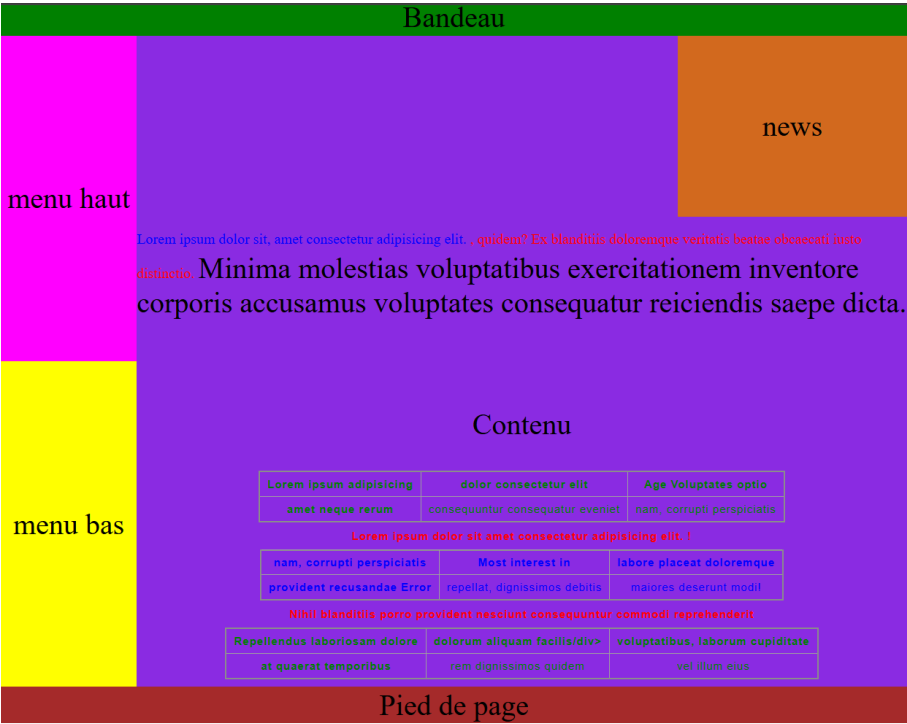 Bandeau
menu haut
news
Lorem ipsum dolor sit, amet consectetur adipisicing elit. , quidem? Ex blanditiis doloremque veritatis beatae obcaecati iusto
distinctio. Minima molestias voluptatibus exercitationem inventore
corporis accusamus voluptates consequatur reiciendis saepe dicta.
Contenu
Lorem ipsum adipisicing dolor consectetur elit Age Voluptates optio
amet neque rerum consequuntur consequatur eveniet nam, corrupti perspiciatis
menu bas
Lorem ipsum dolor sit amet consectetur adipisicing elit. !
nam, corrupti perspiciatis Most interest in labore placeat doloremque
provident recusandae Error repellat, dignissimos debitis maiores deserunt modi!
Nihil blanditiis porro provident nesciunt consequuntur commodi reprehenderit
Repellendus laboriosam dolore dolorum aliquam facilisidiv× voluptatibus, laborum cupiditate
at quaerat temporibus rem dignissimos quidem vel illum eius
Pied de page